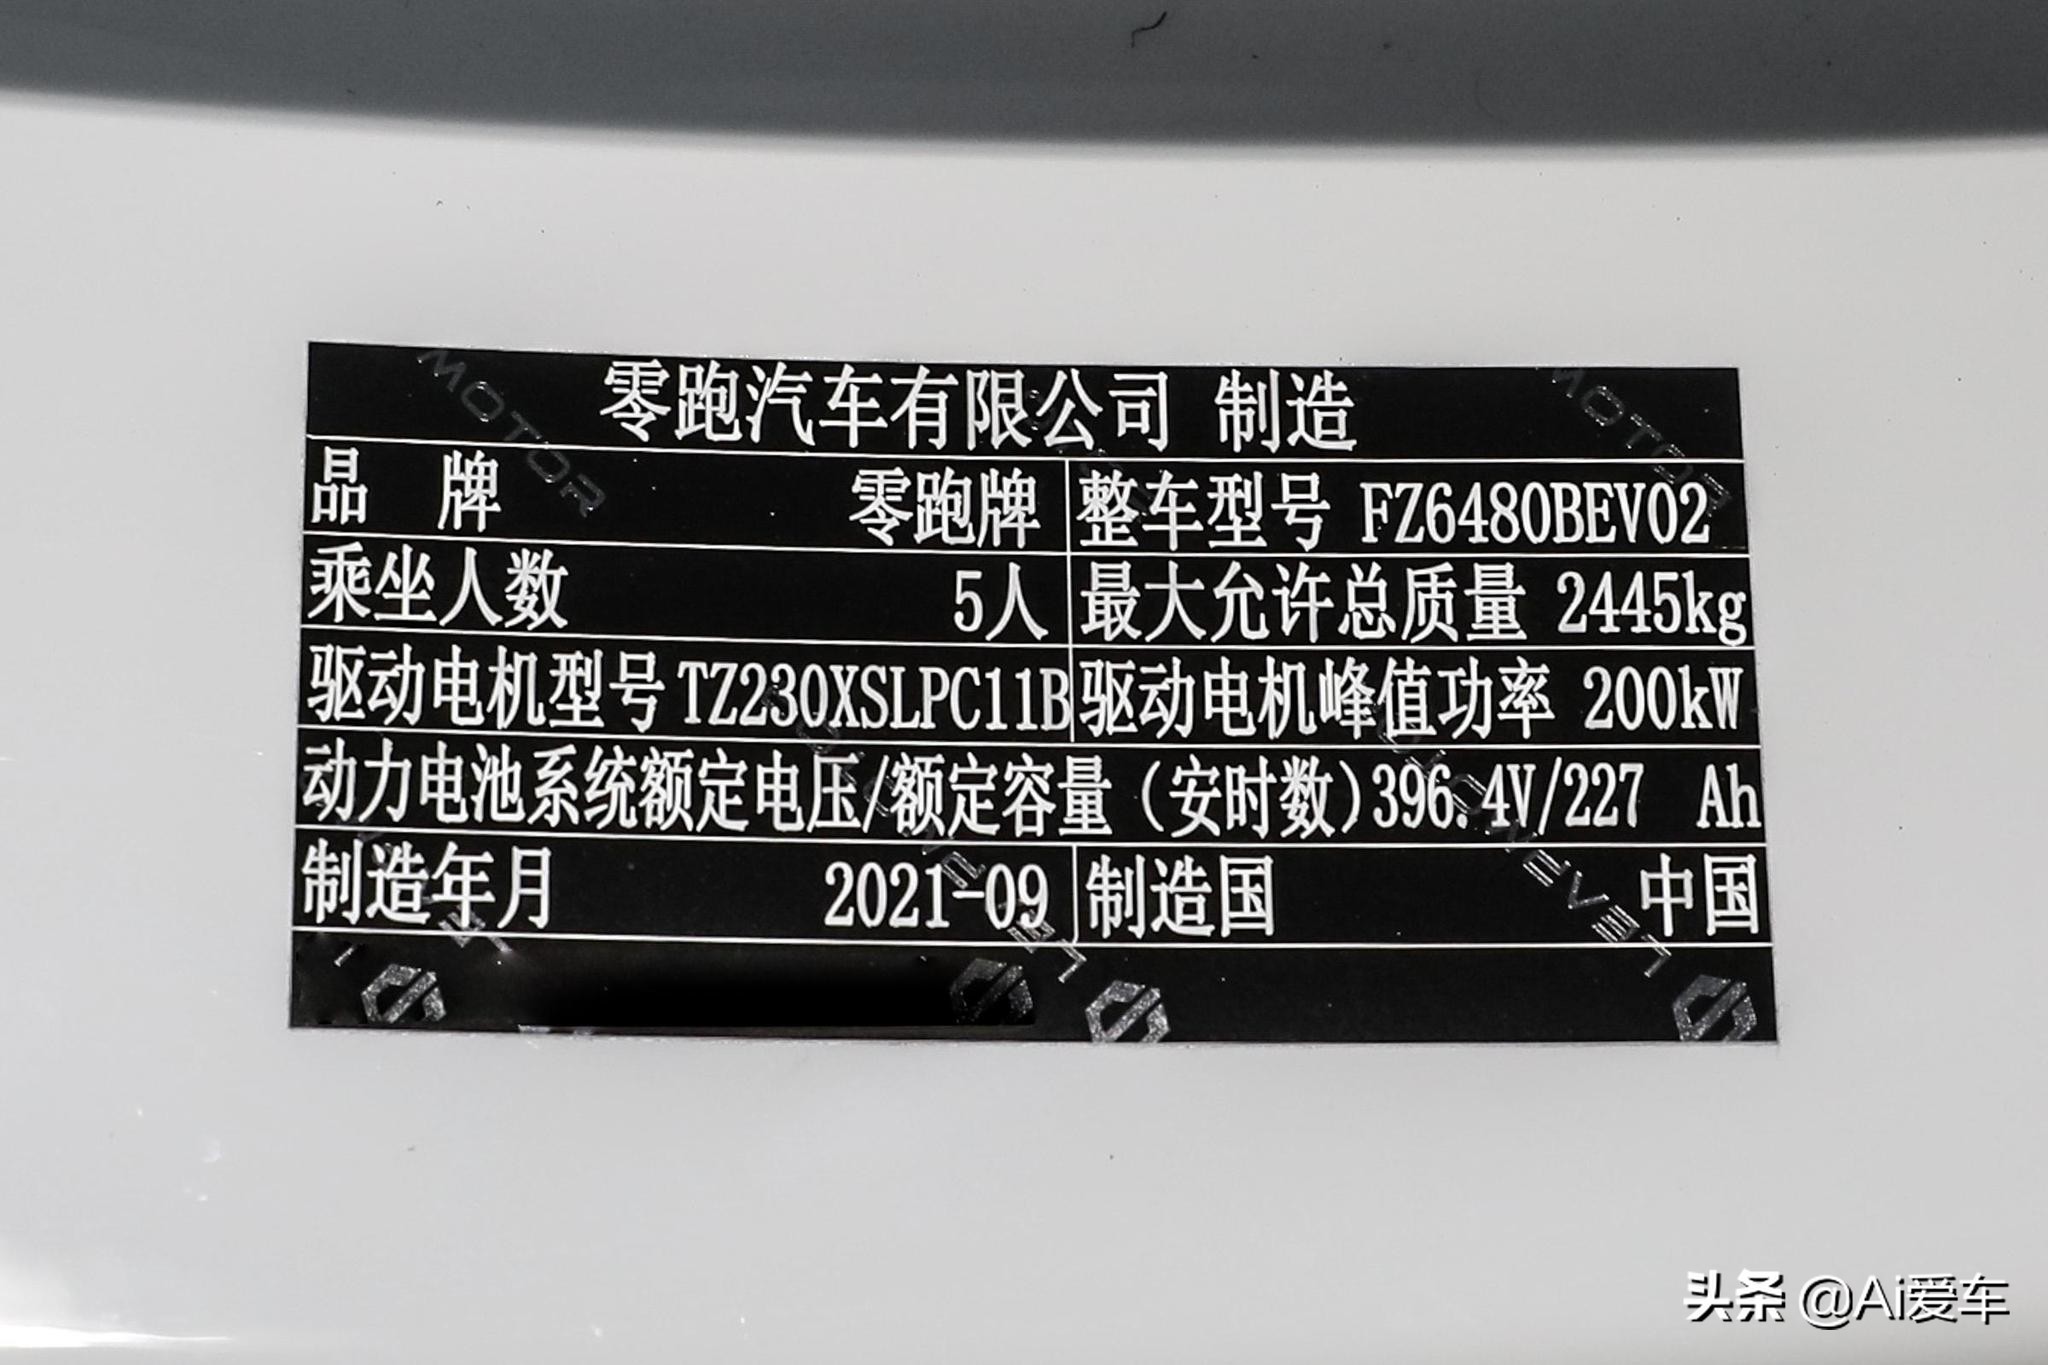 零跑汽车有限公司 制造
品 牌 零跑牌 整车型号 FZ6480BEV02
乘坐人数 5人 最大允许总质量 2445kg
驱动电机型号 TZ230XSLPC11B 驱动电机峰值功率 200kW
动力电池系统额定电压/额定容量(安时数)396.4V/227 Ah
制造年月 2021-09 制造国 中国
MOTOR
MOTOR
头条 @Ai爱车